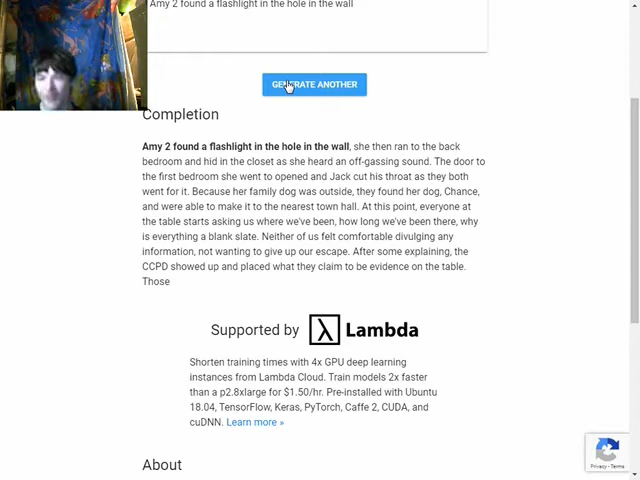 Amy 2 found a flashlight in the hole in the wall
GENERATE ANOTHER
Completion
Amy 2 found a flashlight in the hole in the wall, she then ran to the back
bedroom and hid in the closet as she heard an off-gassing sound. The door to
the first bedroom she went to opened and Jack cut his throat as they both
went for it. Because her family dog was outside, they found her dog, Chance,
and were able to make it to the nearest town hall. At this point, everyone at
the table starts asking us where we've been, how long we've been there, why
is everything a blank slate. Neither of us felt comfortable divulging any
information, not wanting to give up our escape. After some explaining, the
CCPD showed up and placed what they claim to be evidence on the table.
Those
Supported by λ Lambda
Shorten training times with 4x GPU deep learning
instances from Lambda Cloud. Train models 2x faster
than a p2.8xlarge for $1.50/hr. Pre-installed with Ubuntu
18.04, TensorFlow, Keras, PyTorch, Caffe 2, CUDA, and
cuDNN. Learn more »
About
Privacy - Terms